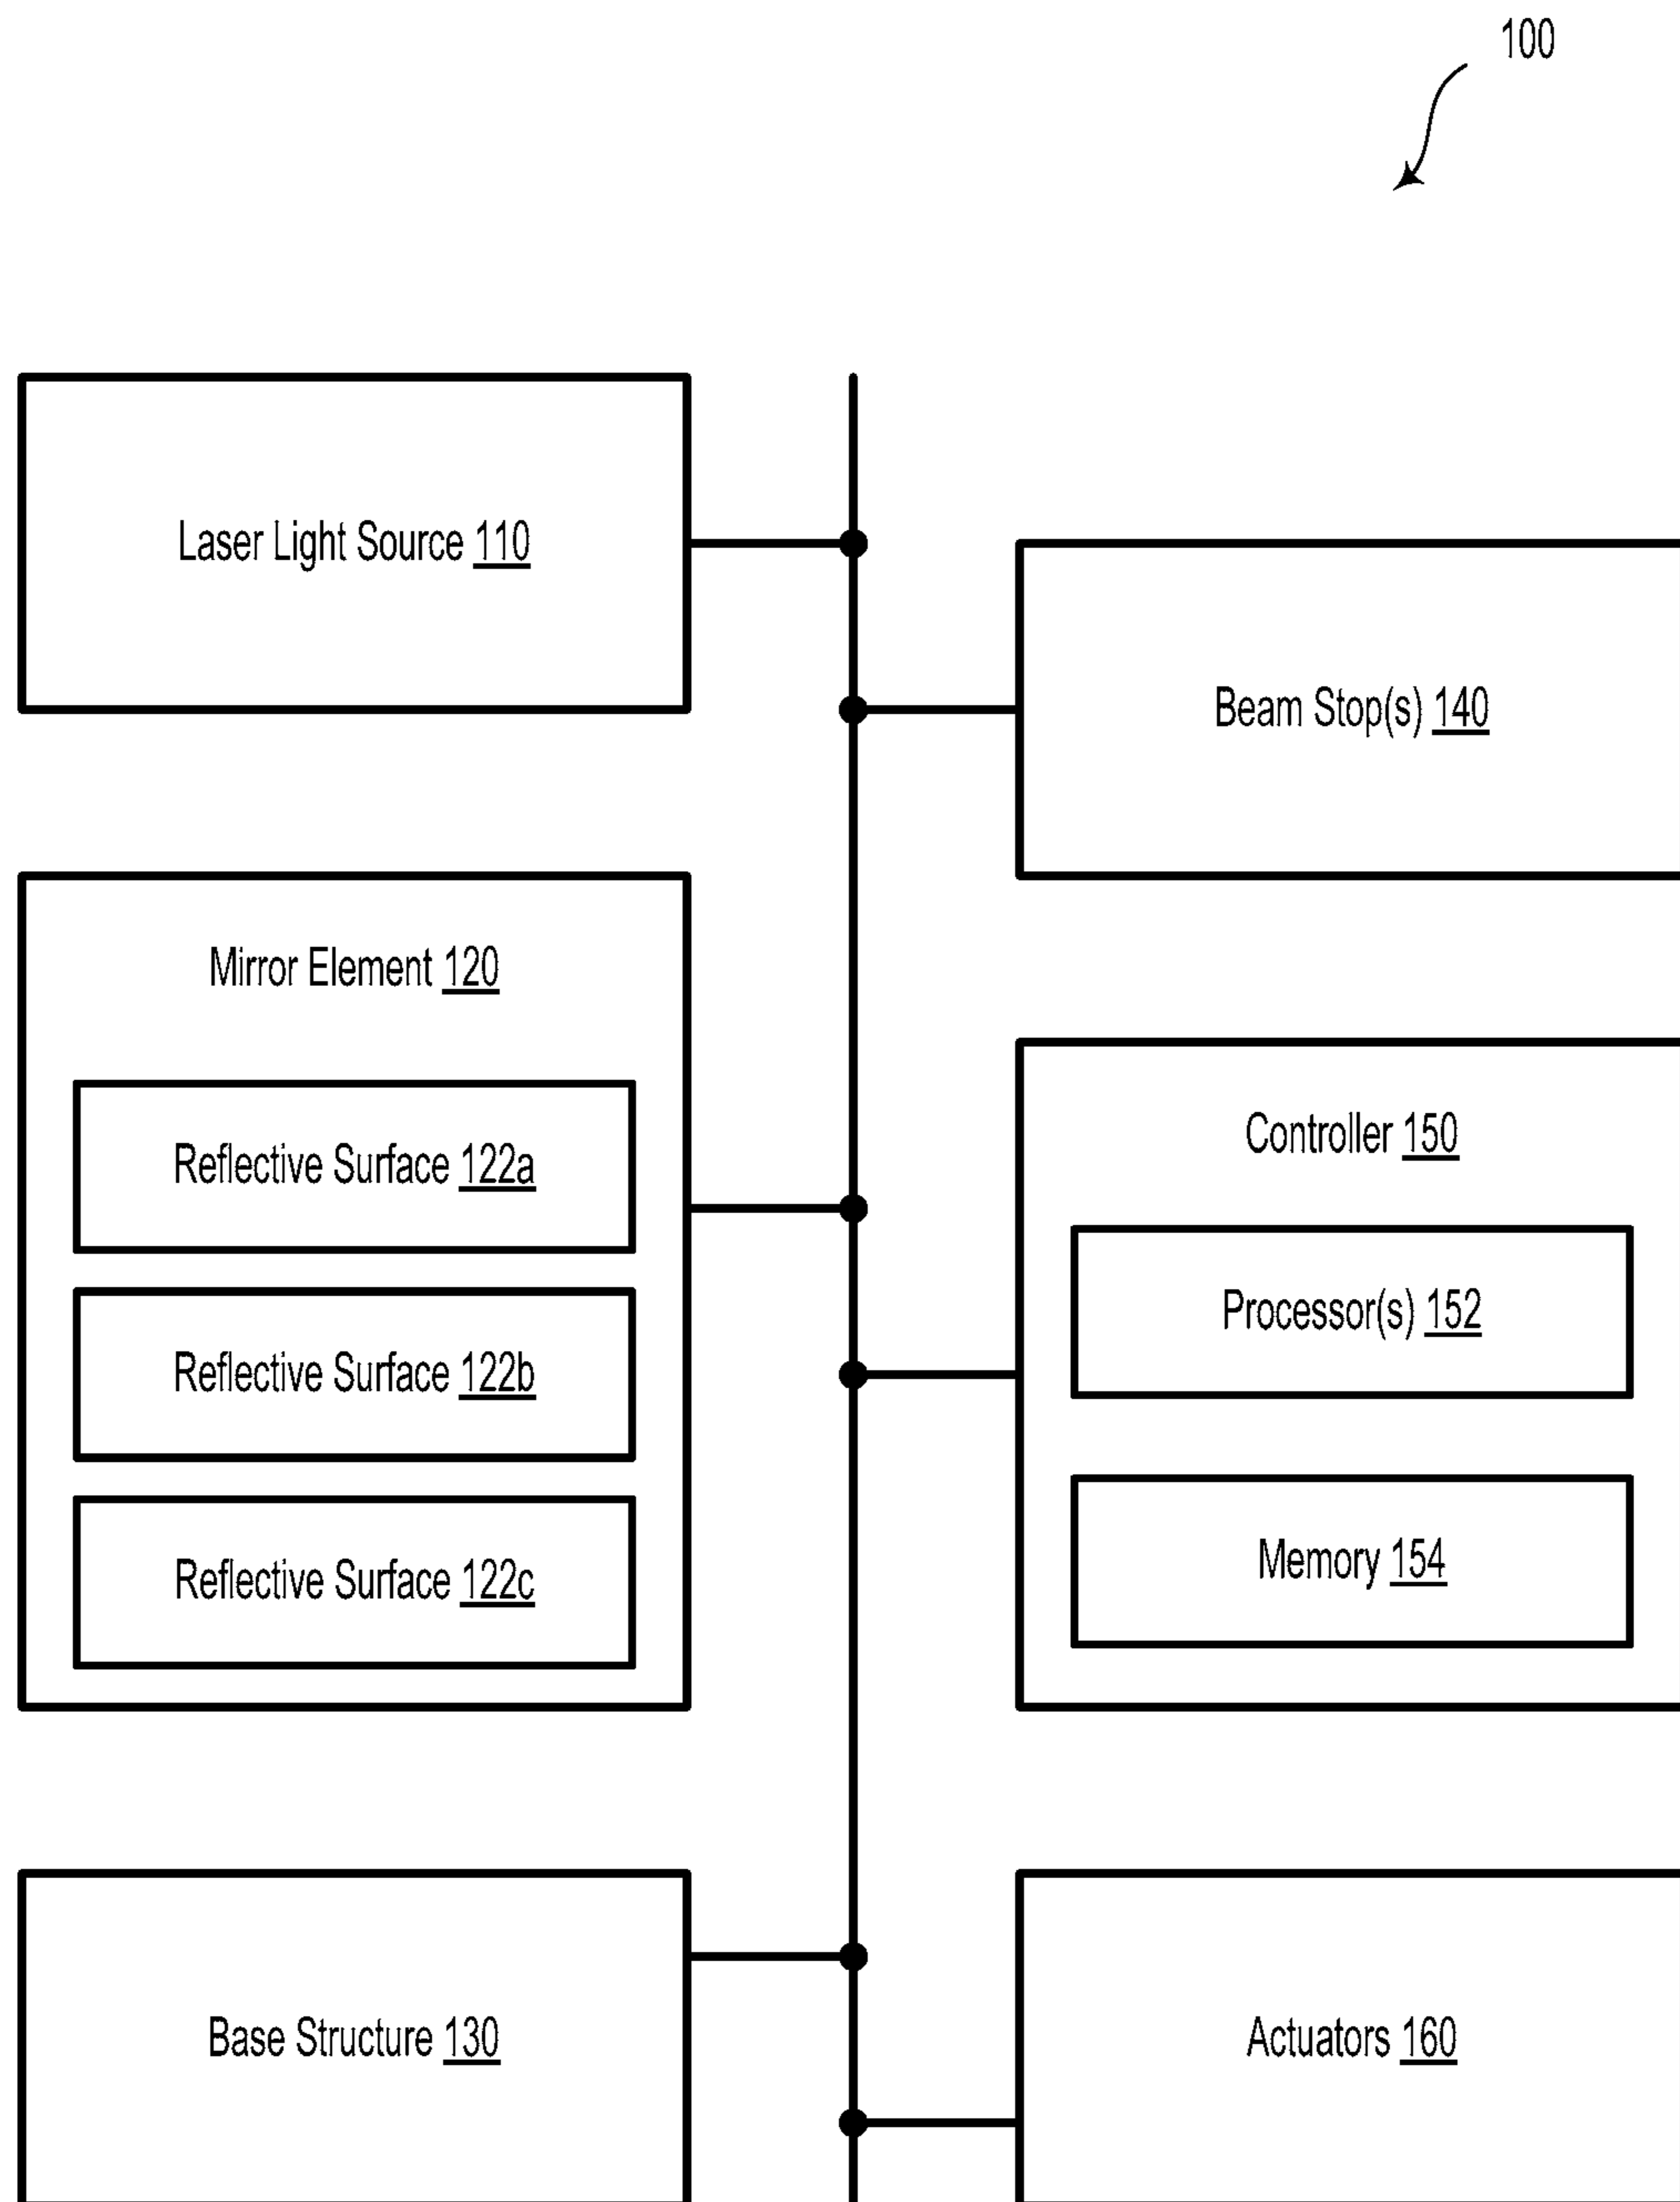 100
Laser Light Source 110
Beam Stop(s) 140
Mirror Element 120
Reflective Surface 122a
Reflective Surface 122b
Reflective Surface 122c
Controller 150
Processor(s) 152
Memory 154
Base Structure 130
Actuators 160